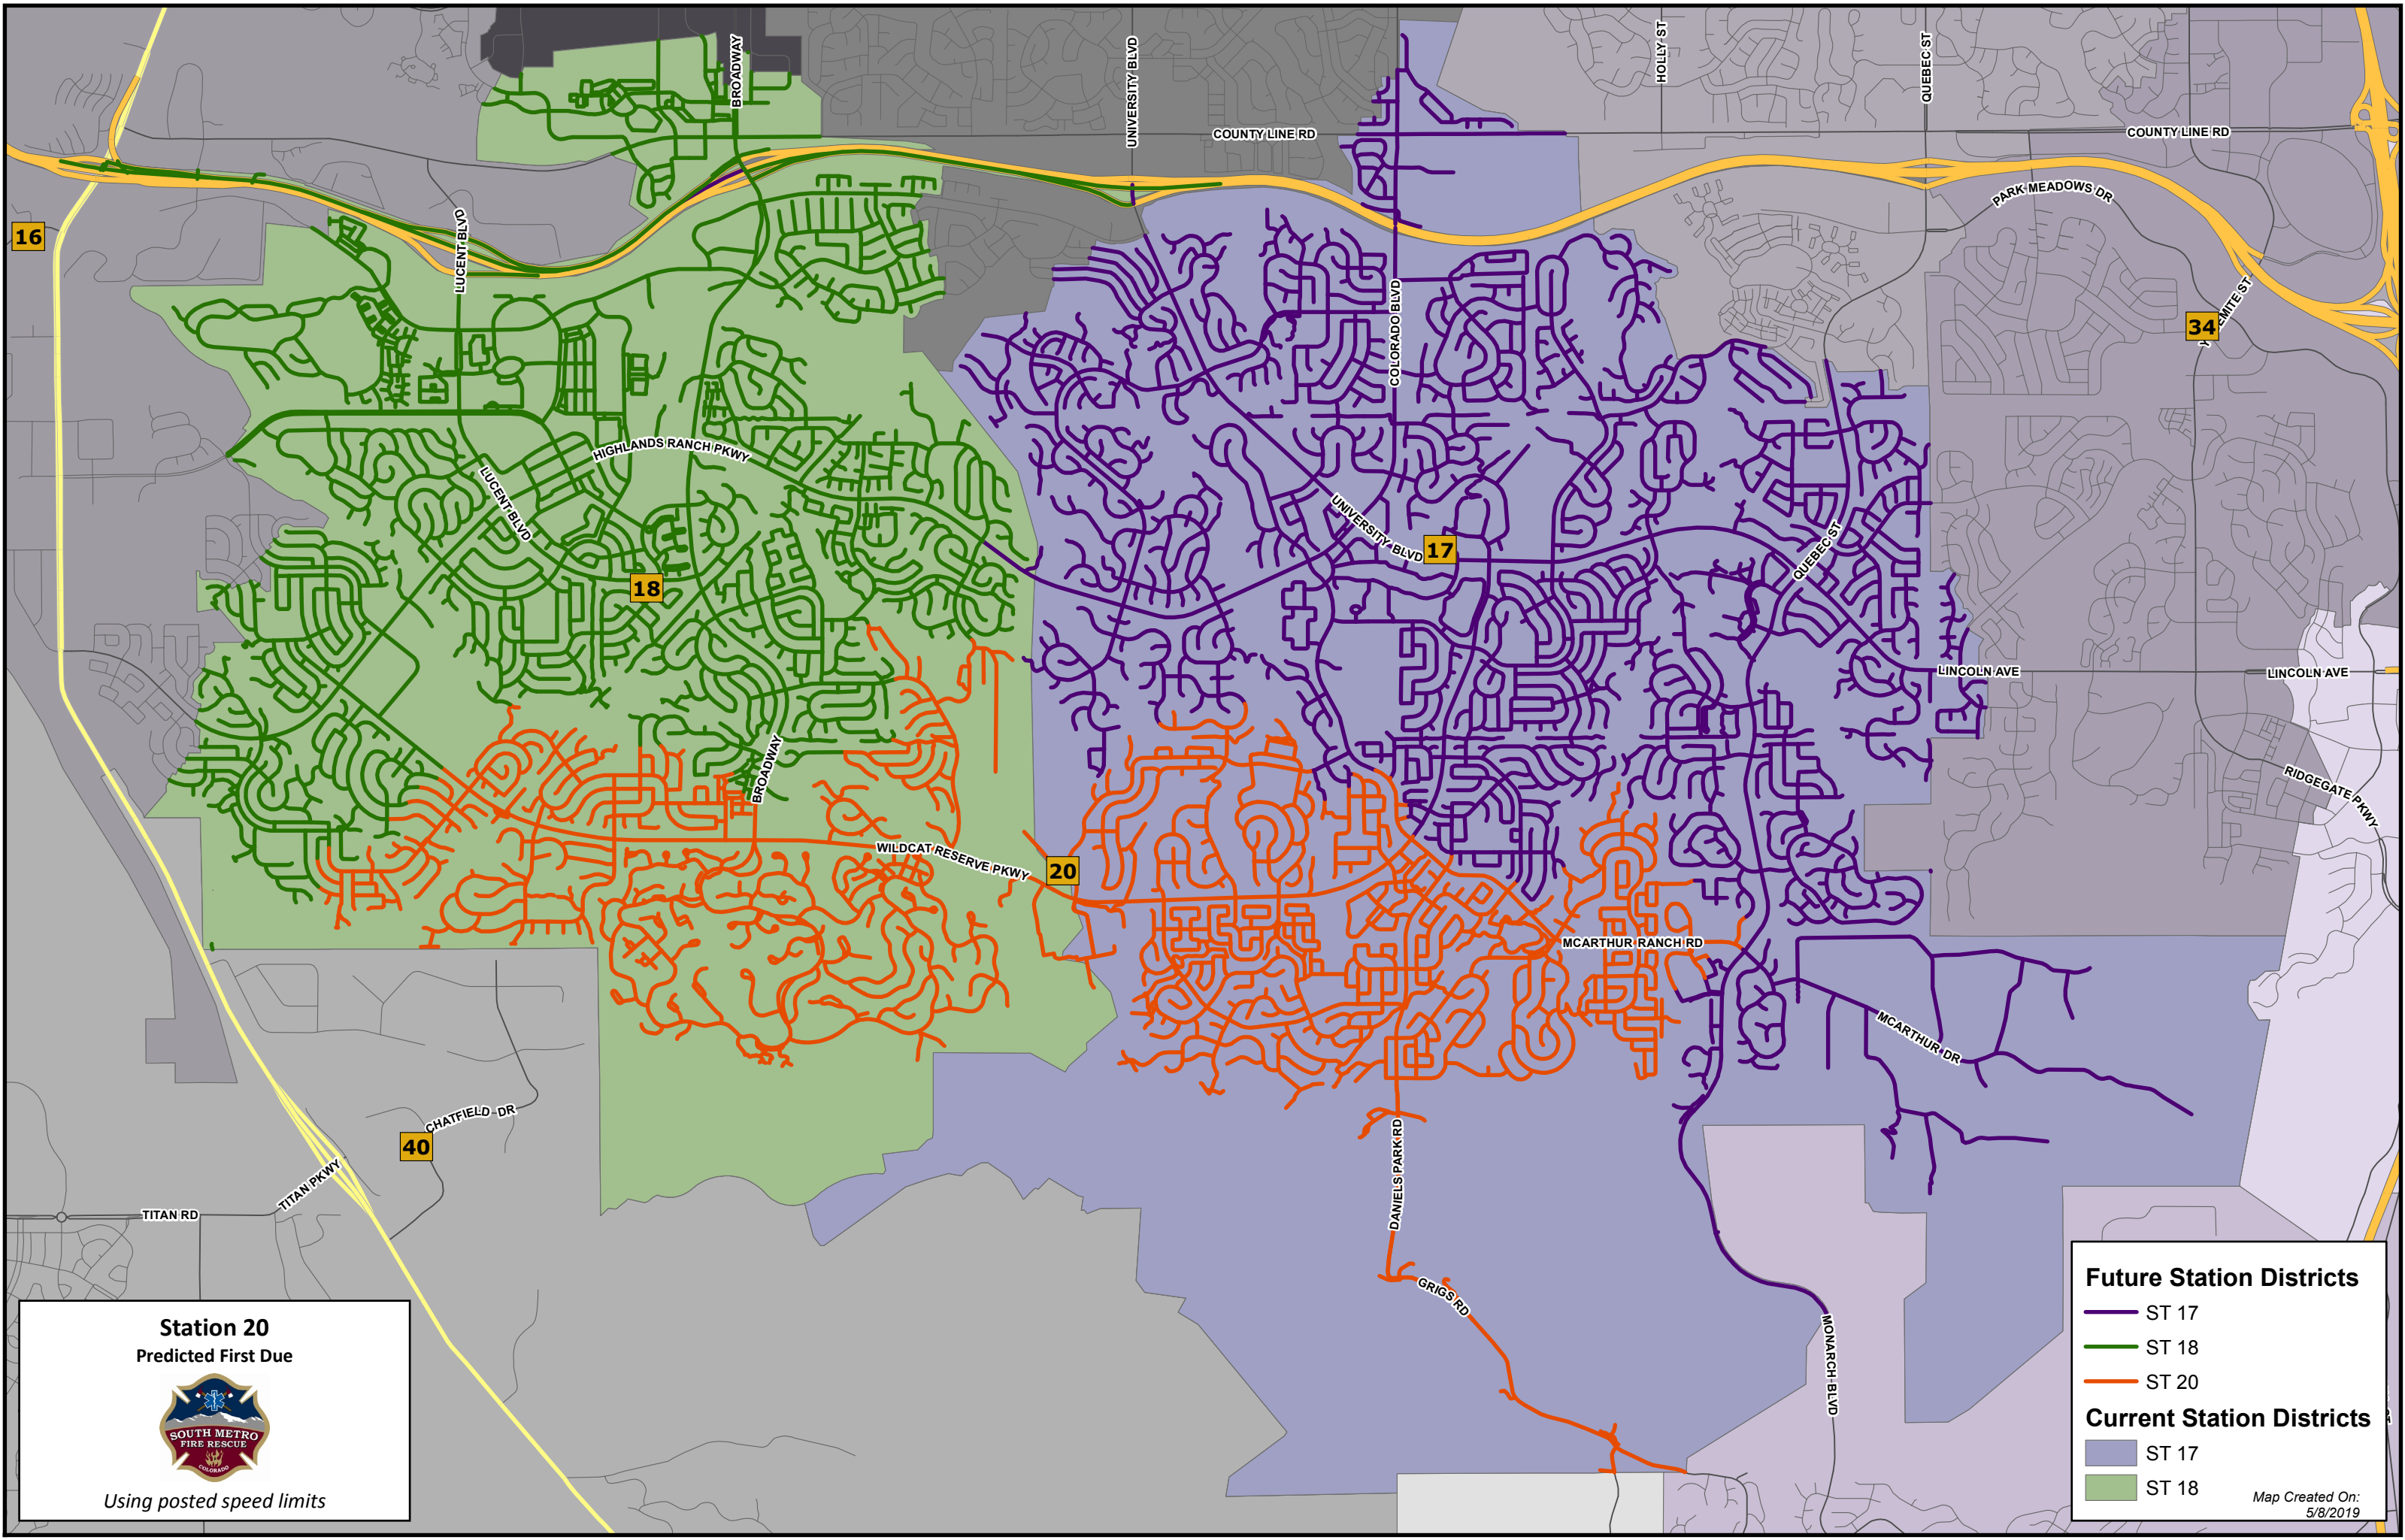 BROADWAY
UNIVERSITY BLVD
HOLLY ST
QUEBEC ST
COUNTY LINE RD
COUNTY LINE RD
PARK MEADOWS DR
16
LUCENT BLVD
COLORADO BLVD
34
HIGHLANDS RANCH PKWY
LUCENT BLVD
UNIVERSITY BLVD
17
QUEBEC ST
18
LINCOLN AVE
LINCOLN AVE
BROADWAY
RIDGEGATE PKWY
WILDCAT RESERVE PKWY
20
MCARTHUR RANCH RD
MCARTHUR DR
CHATFIELD DR
40
DANIELS PARK RD
TITAN PKWY
TITAN RD
GRIGS RD
MONARCH BLVD
Station 20
Predicted First Due
SOUTH METRO
FIRE RESCUE
COLORADO
Using posted speed limits
Future Station Districts
ST 17
ST 18
ST 20
Current Station Districts
ST 17
ST 18
Map Created On:
5/8/2019